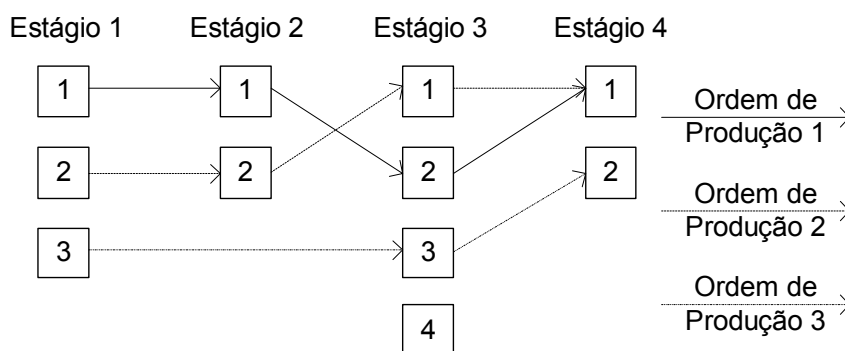 Estágio 1 Estágio 2 Estágio 3 Estágio 4
1 1 1 1
2 2 2 2
3 3
4
Ordem de
Produção 1
Ordem de
Produção 2
Ordem de
Produção 3